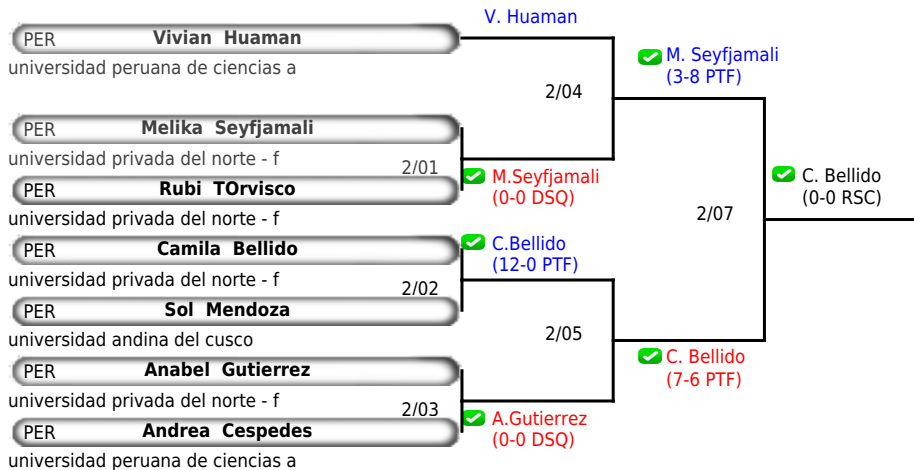 V. Huaman
PER Vivian Huaman
universidad peruana de ciencias a
M. Seyfjamali
(3-8 PTF)
2/04
PER Melika Seyfjamali
universidad privada del norte - f
2/01
M.Seyfjamali
(0-0 DSQ)
PER Rubi TOrvisco
universidad privada del norte - f
C. Bellido
(0-0 RSC)
2/07
PER Camila Bellido
universidad privada del norte - f
C.Bellido
(12-0 PTF)
2/02
PER Sol Mendoza
universidad andina del cusco
2/05
C. Bellido
(7-6 PTF)
PER Anabel Gutierrez
universidad privada del norte - f
2/03
A.Gutierrez
(0-0 DSQ)
PER Andrea Cespedes
universidad peruana de ciencias a